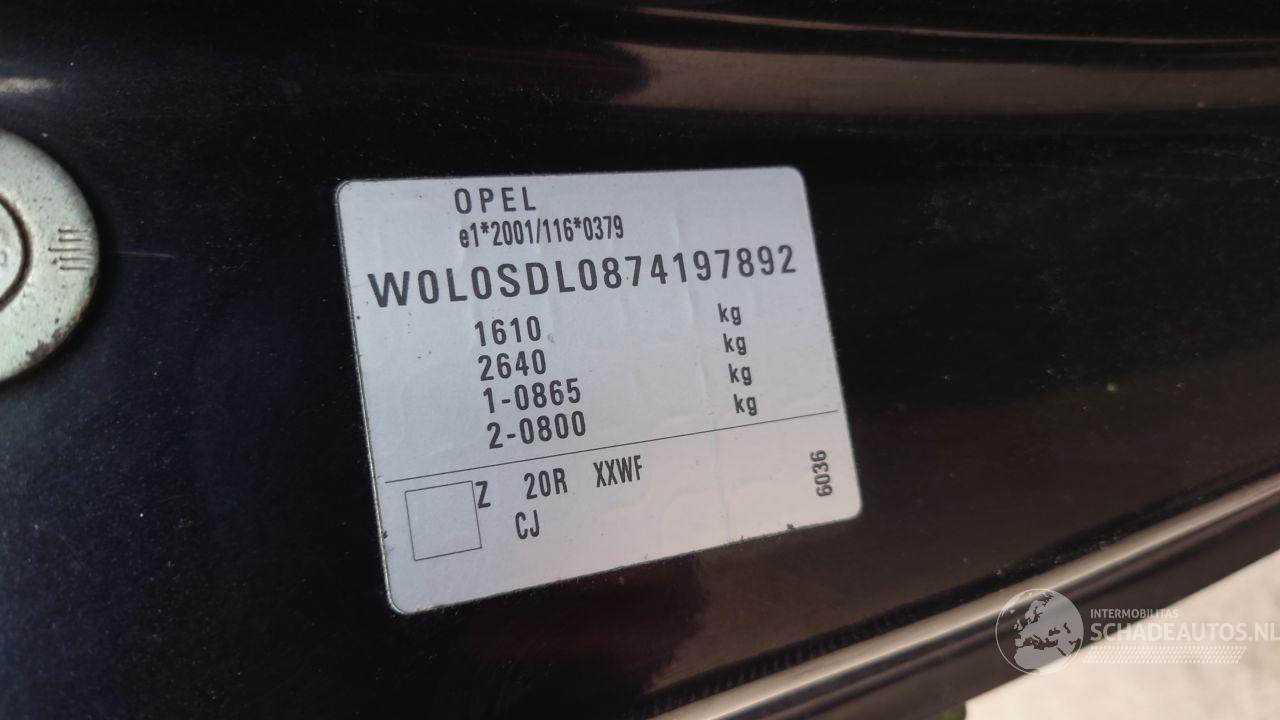 OPEL
e1*2001/116*0379
W0L0SDL0874197892
1610 kg
2640 kg
1-0865 kg
2-0800 kg
Z 20R XXWF
CJ
6036
INTERMOBILITAS
SCHADEAUTOS.NL